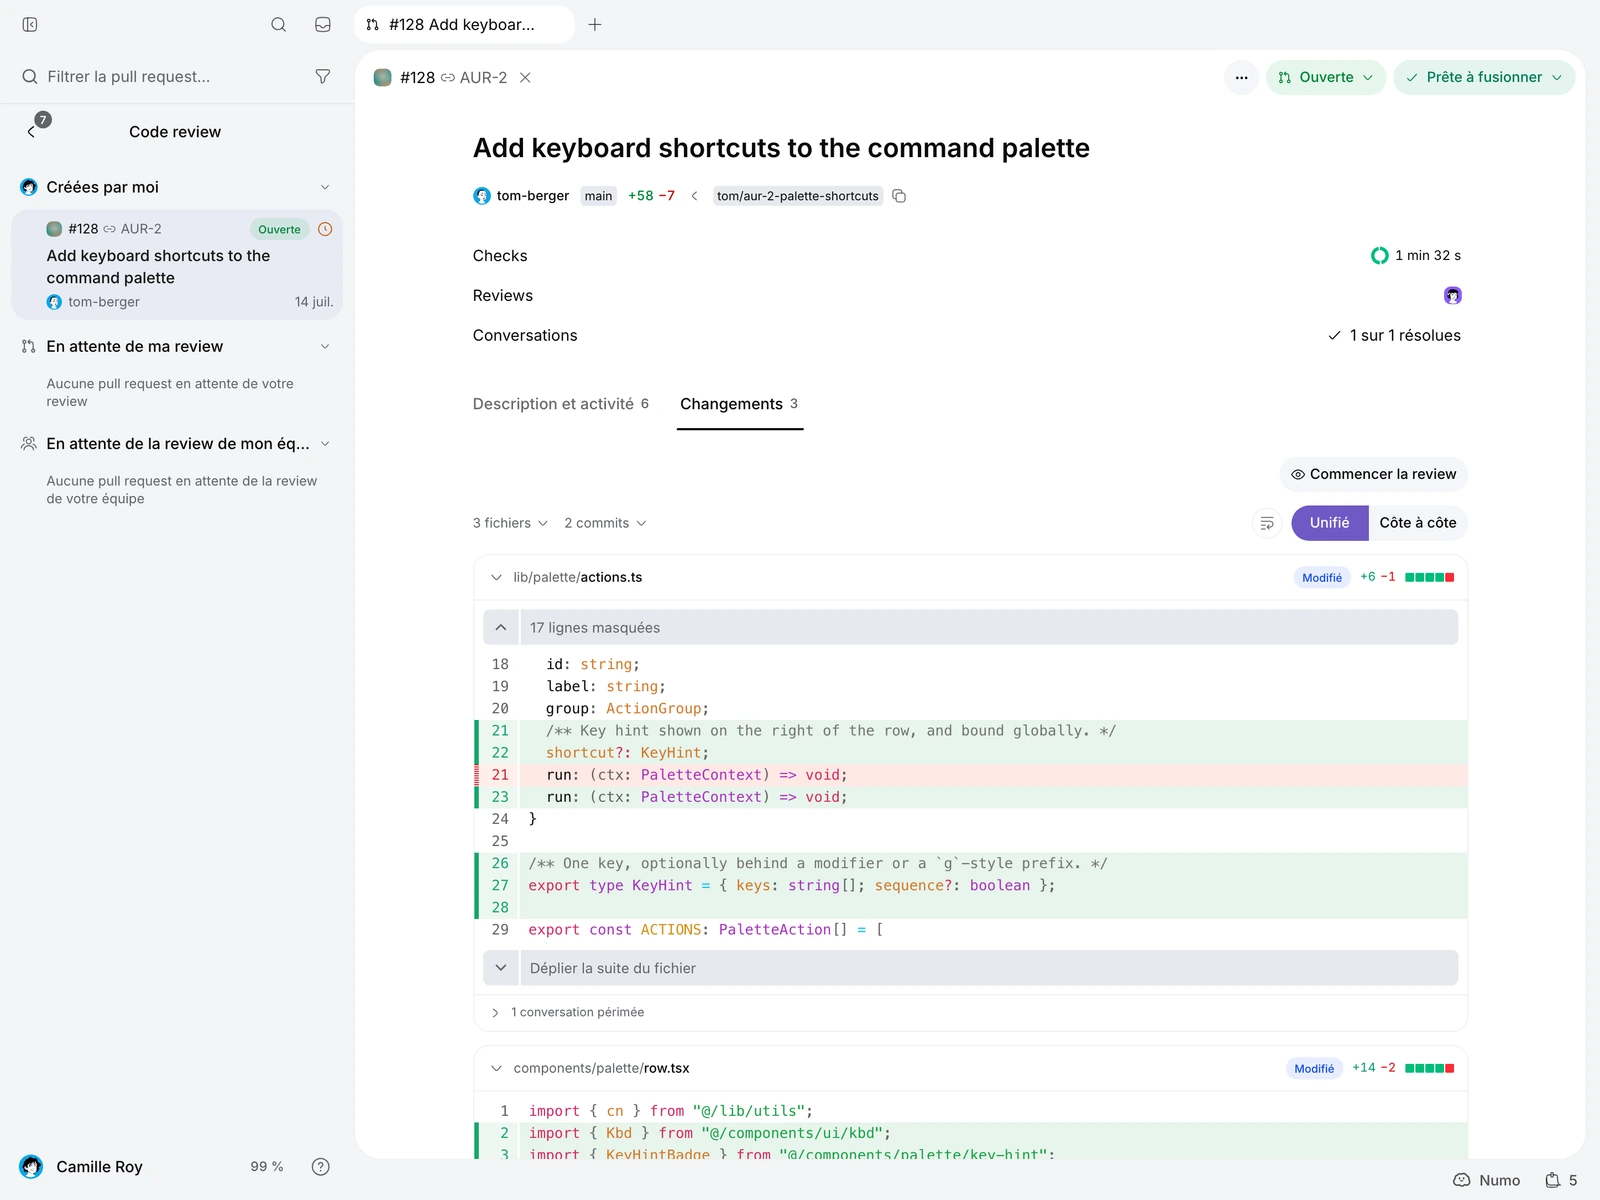 #128 Add keyboar...
Filtrer la pull request...
7
Code review
Créées par moi
#128 AUR-2 Ouverte
Add keyboard shortcuts to the
command palette
tom-berger 14 juil.
En attente de ma review
Aucune pull request en attente de votre
review
En attente de la review de mon éq...
Aucune pull request en attente de la review
de votre équipe
Camille Roy 99 %
#128 AUR-2
Ouverte
Prête à fusionner
Add keyboard shortcuts to the command palette
tom-berger main +58 −7 tom/aur-2-palette-shortcuts
Checks 1 min 32 s
Reviews
Conversations 1 sur 1 résolues
Description et activité 6 Changements 3
Commencer la review
3 fichiers 2 commits Unifié Côte à côte
lib/palette/actions.ts Modifié +6 −1
17 lignes masquées
18 id: string;
19 label: string;
20 group: ActionGroup;
21 /** Key hint shown on the right of the row, and bound globally. */
22 shortcut?: KeyHint;
21 run: (ctx: PaletteContext) => void;
23 run: (ctx: PaletteContext) => void;
24 }
25
26 /** One key, optionally behind a modifier or a `g`-style prefix. */
27 export type KeyHint = { keys: string[]; sequence?: boolean };
28
29 export const ACTIONS: PaletteAction[] = [
Déplier la suite du fichier
1 conversation périmée
components/palette/row.tsx Modifié +14 −2
1 import { cn } from "@/lib/utils";
2 import { Kbd } from "@/components/ui/kbd";
3 import { KeyHintBadge } from "@/components/palette/key-hint";
Numo 5